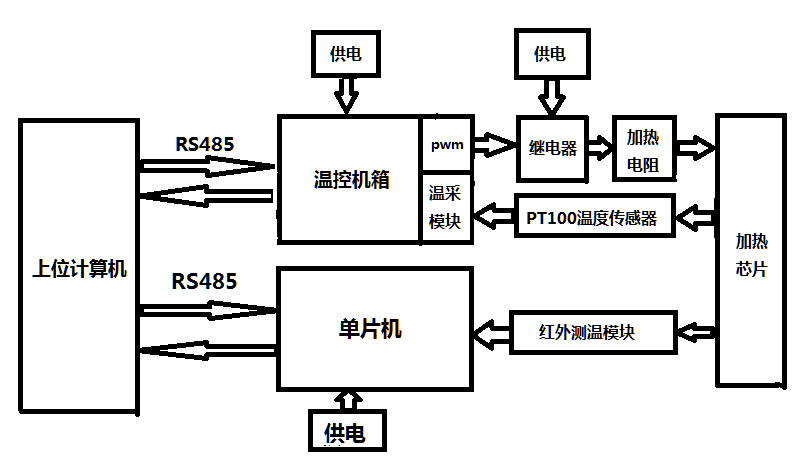 供电
供电
RS485
pwm
继电器
加热
电阻
温控机箱
温采
模块
PT100温度传感器
上位计算机
加热
芯片
RS485
单片机
红外测温模块
供电